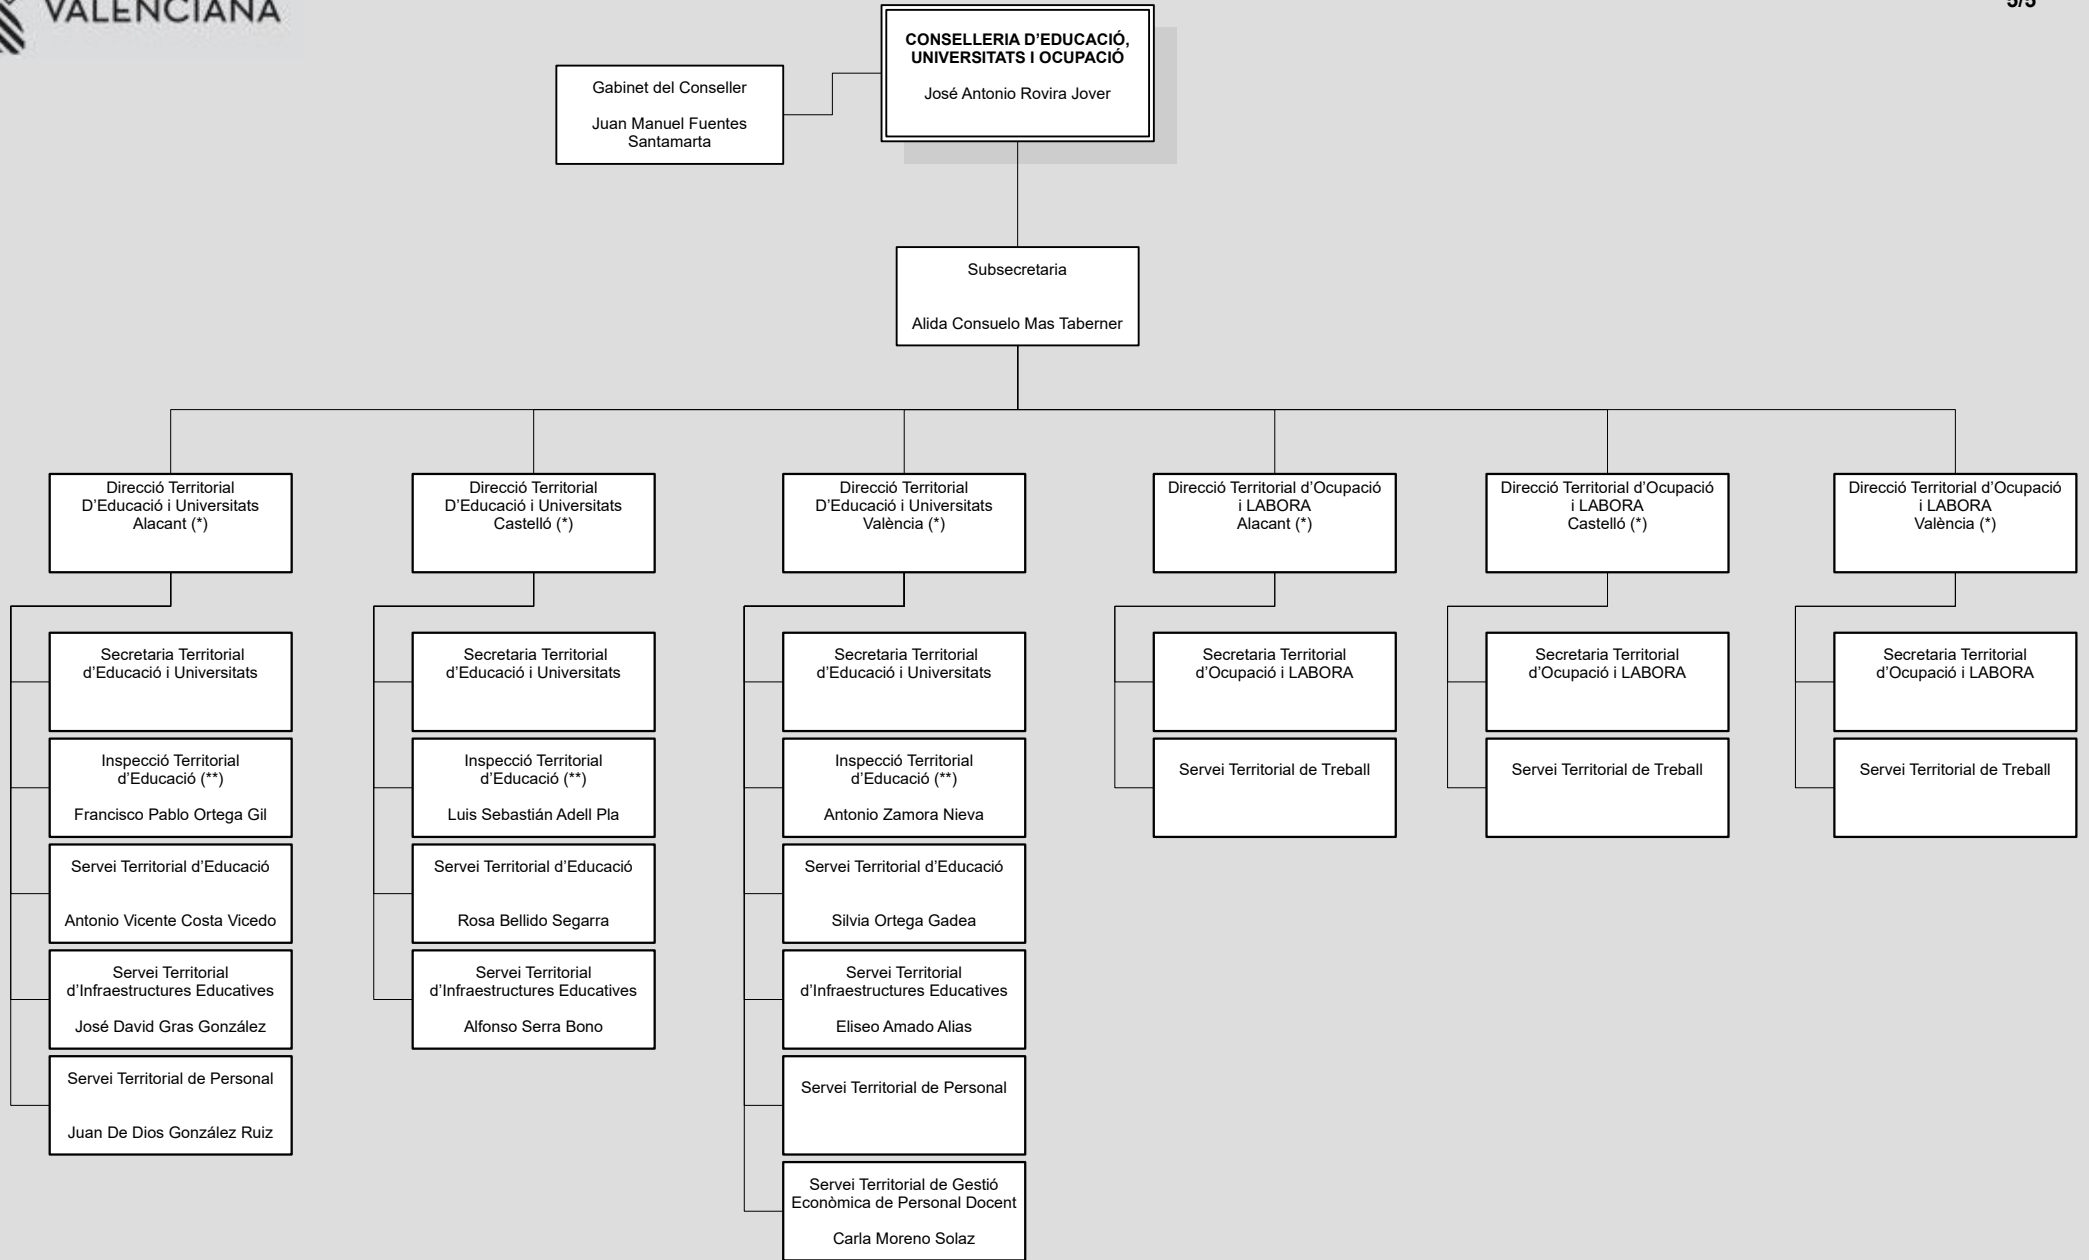 VALENCIANA
5/5
CONSELLERIA D’EDUCACIÓ,
UNIVERSITATS I OCUPACIÓ
José Antonio Rovira Jover
Gabinet del Conseller
Juan Manuel Fuentes
Santamarta
Subsecretaria
Alida Consuelo Mas Taberner
Direcció Territorial
D’Educació i Universitats
Alacant (*)
Direcció Territorial
D’Educació i Universitats
Castelló (*)
Direcció Territorial
D’Educació i Universitats
València (*)
Direcció Territorial d’Ocupació
i LABORA
Alacant (*)
Direcció Territorial d’Ocupació
i LABORA
Castelló (*)
Direcció Territorial d’Ocupació
i LABORA
València (*)
Secretaria Territorial
d’Educació i Universitats
Secretaria Territorial
d’Educació i Universitats
Secretaria Territorial
d’Educació i Universitats
Secretaria Territorial
d’Ocupació i LABORA
Secretaria Territorial
d’Ocupació i LABORA
Secretaria Territorial
d’Ocupació i LABORA
Inspecció Territorial
d’Educació (**)
Francisco Pablo Ortega Gil
Inspecció Territorial
d’Educació (**)
Luis Sebastián Adell Pla
Inspecció Territorial
d’Educació (**)
Antonio Zamora Nieva
Servei Territorial de Treball
Servei Territorial de Treball
Servei Territorial de Treball
Servei Territorial d’Educació
Antonio Vicente Costa Vicedo
Servei Territorial d’Educació
Rosa Bellido Segarra
Servei Territorial d’Educació
Silvia Ortega Gadea
Servei Territorial
d’Infraestructures Educatives
José David Gras González
Servei Territorial
d’Infraestructures Educatives
Alfonso Serra Bono
Servei Territorial
d’Infraestructures Educatives
Eliseo Amado Alias
Servei Territorial de Personal
Juan De Dios González Ruiz
Servei Territorial de Personal
Servei Territorial de Gestió
Econòmica de Personal Docent
Carla Moreno Solaz